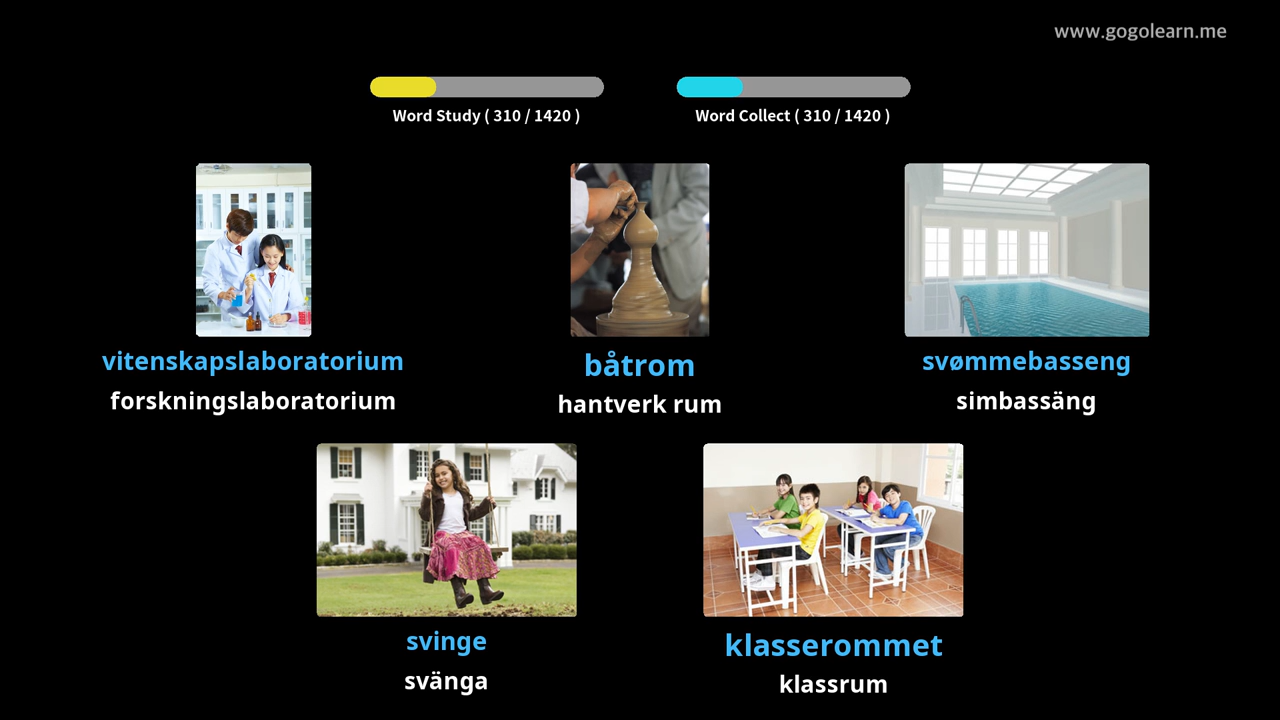 www.gogolearn.me
Word Study ( 310 / 1420 )
Word Collect ( 310 / 1420 )
vitenskapslaboratorium
forskningslaboratorium
båtrom
hantverk rum
svømmebasseng
simbassäng
svinge
svänga
klasserommet
klassrum